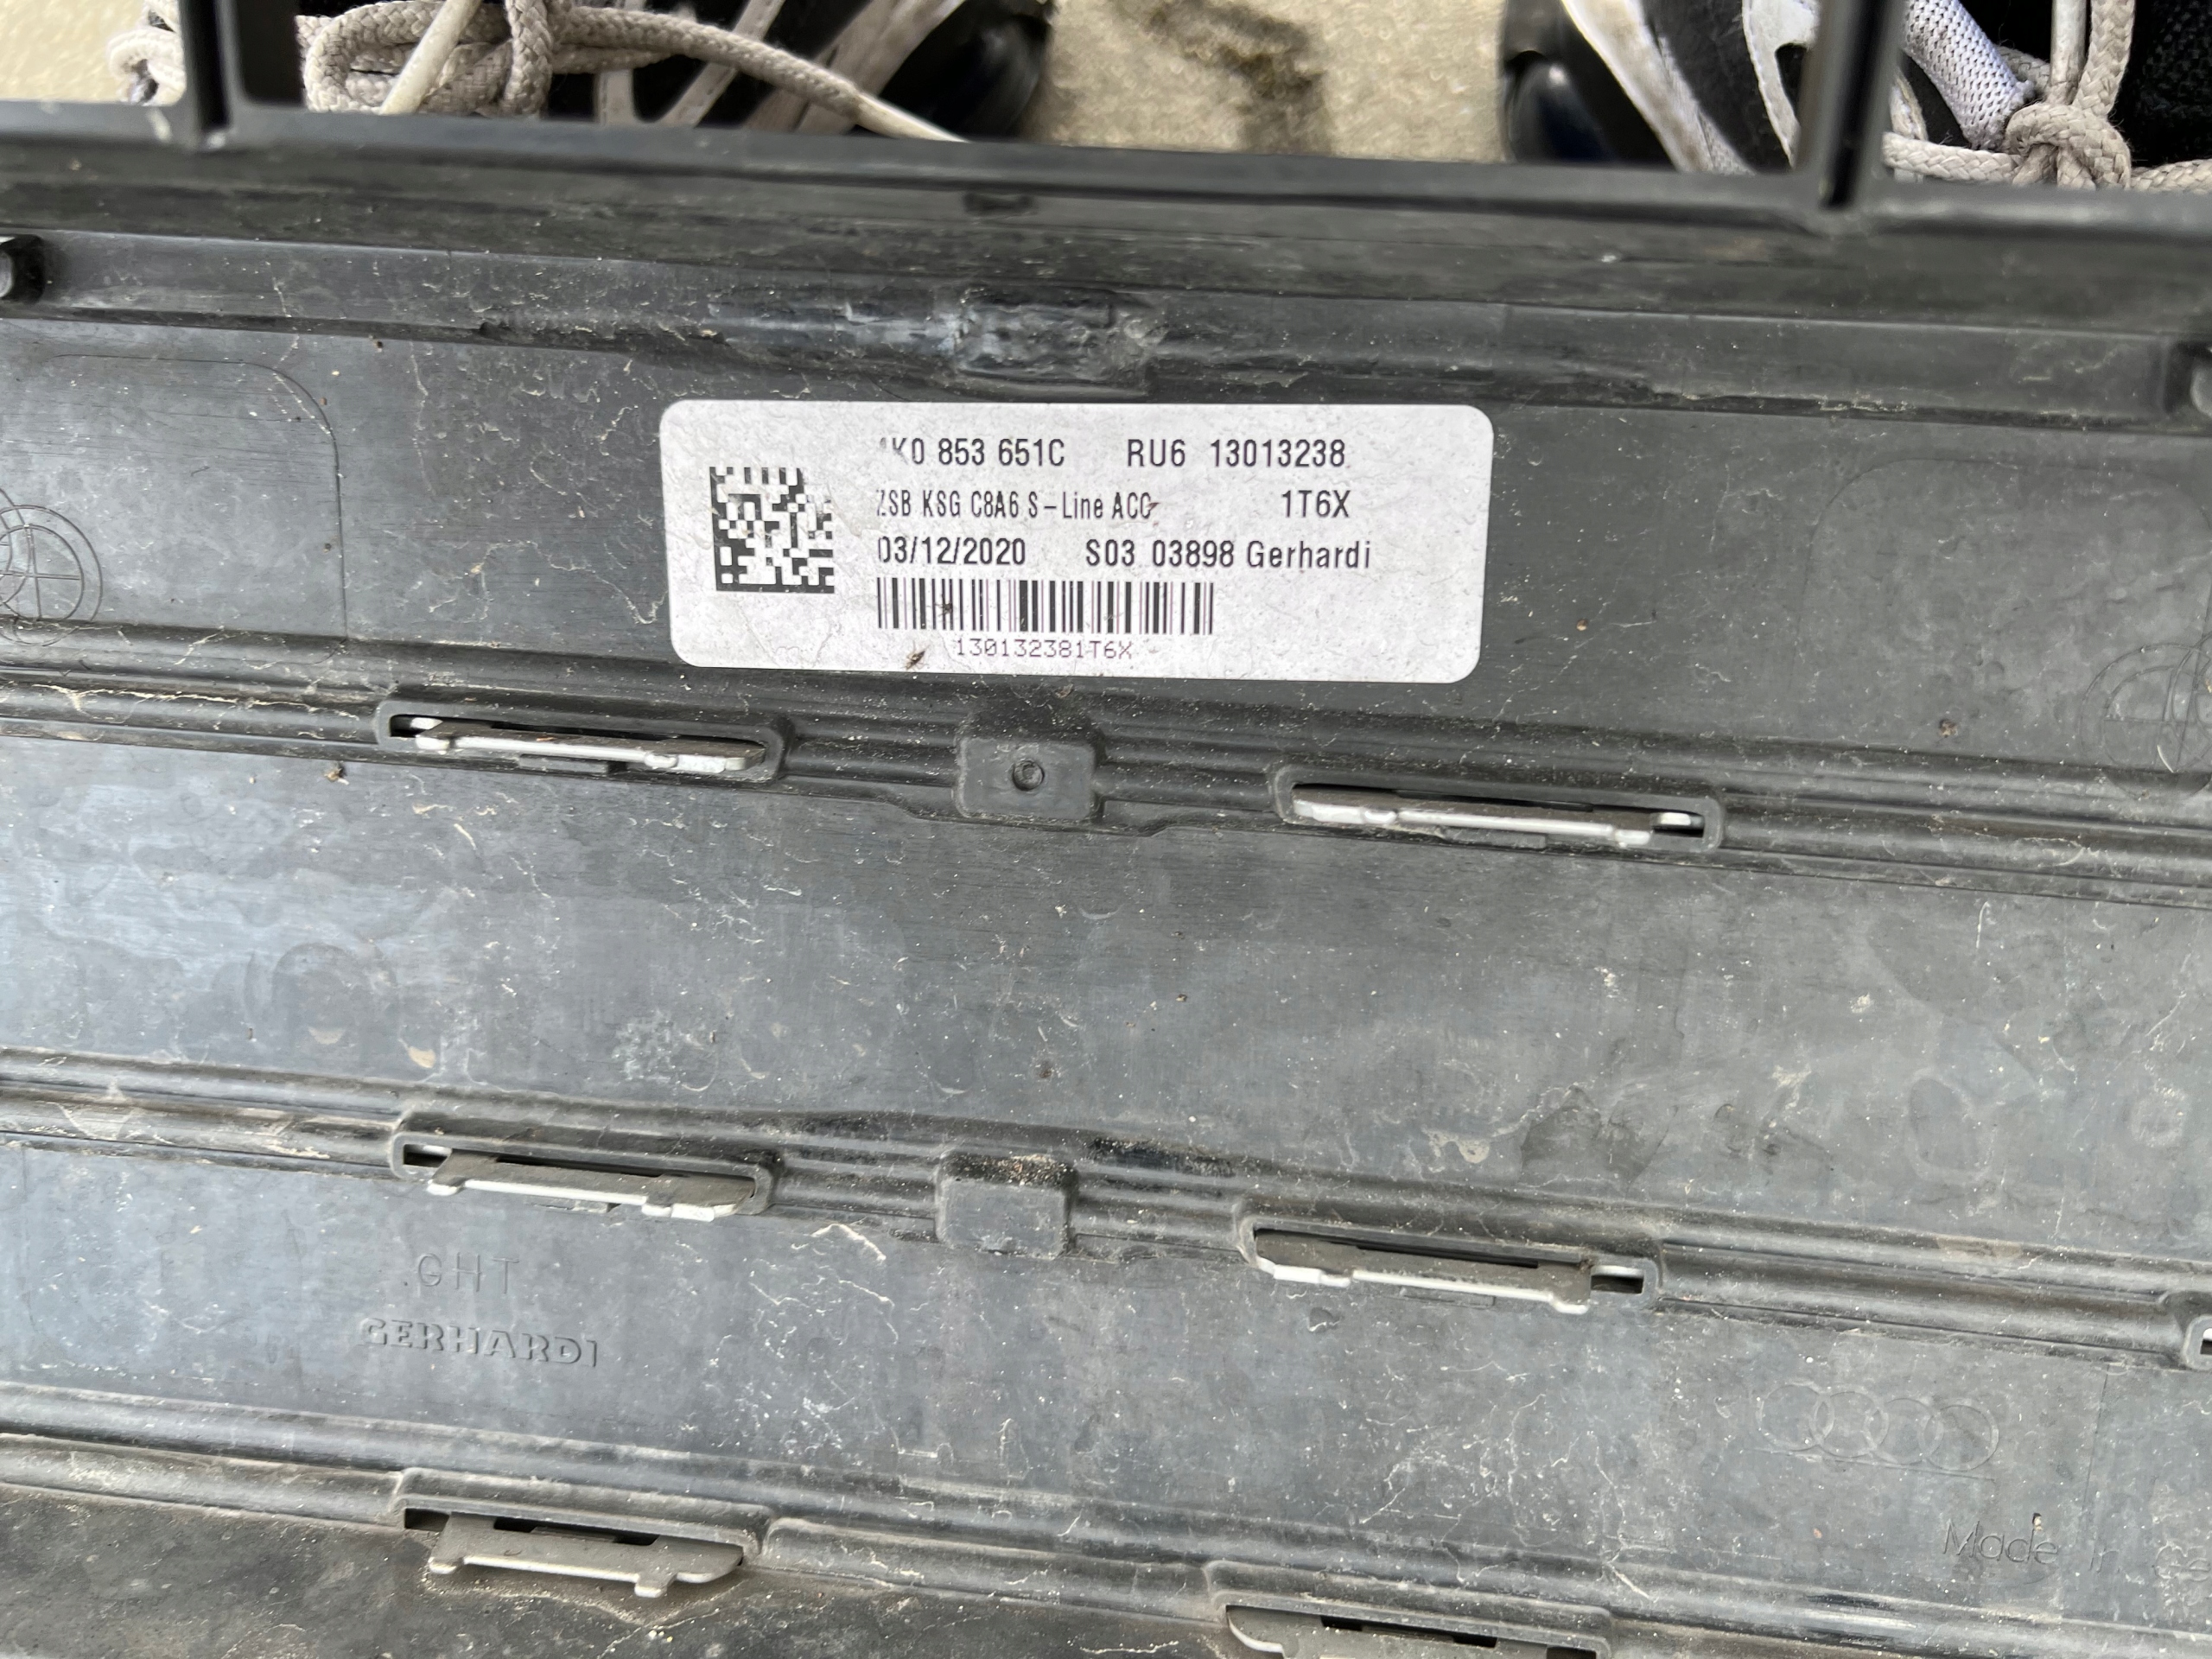 4K0 853 651C RU6 13013238
ZSB KSG C8A6 S-Line ACC 1T6X
03/12/2020 S03 03898 Gerhardi
130132381T6X
.GHT
GERHARDI
Made in